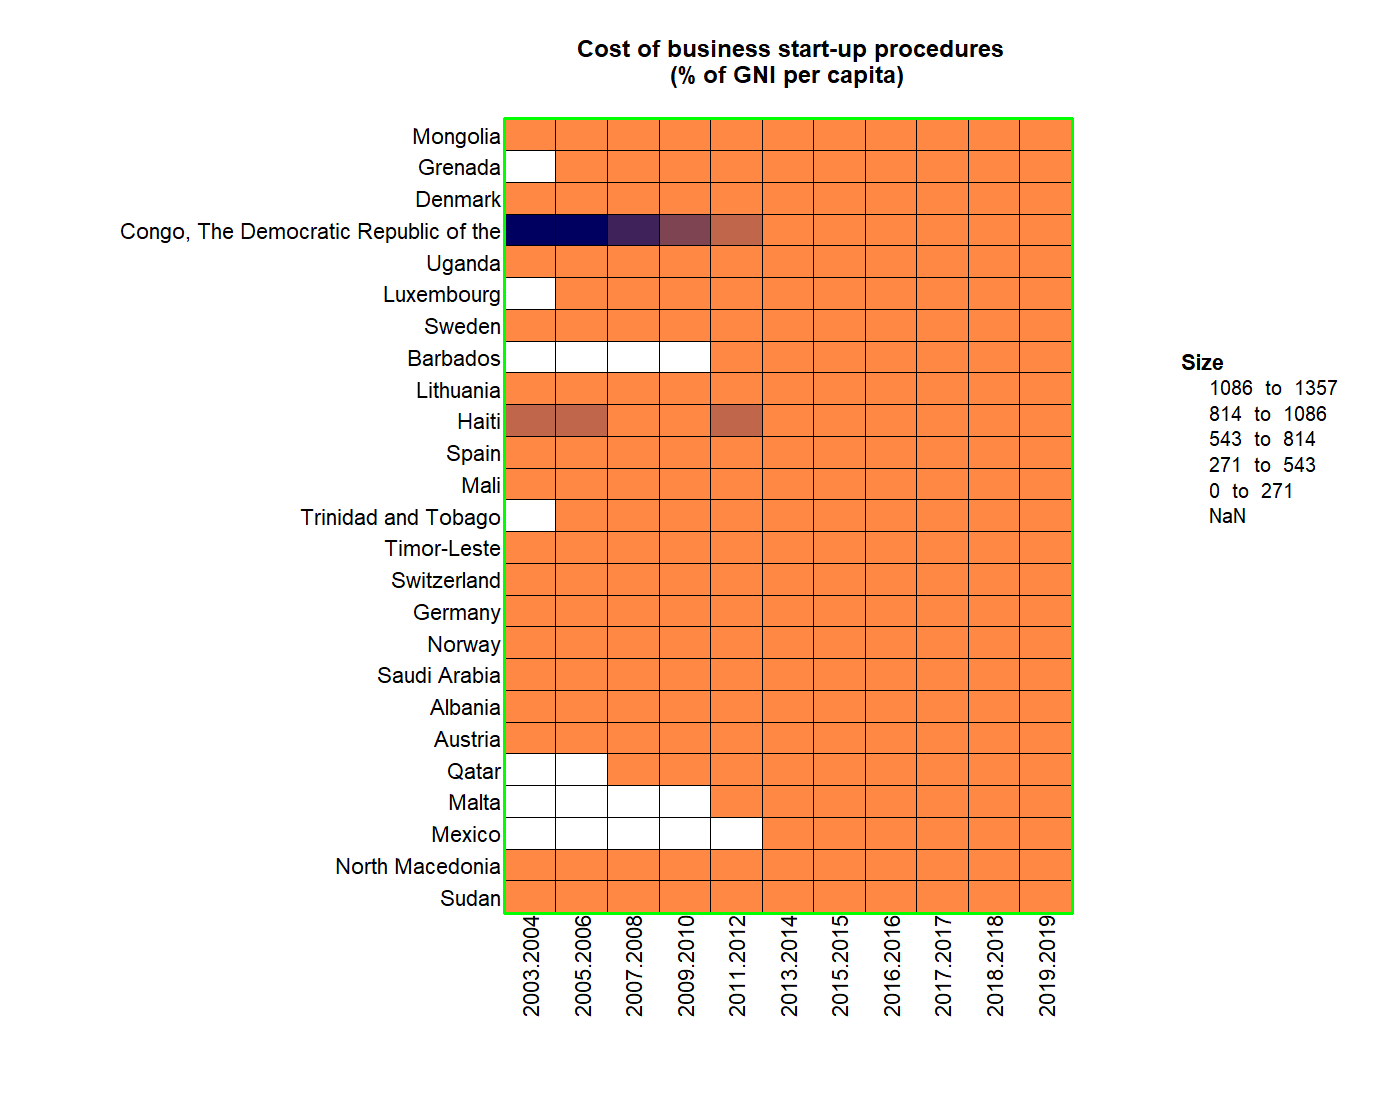 Cost of business start-up procedures
(% of GNI per capita)
Mongolia
Grenada
Denmark
Congo, The Democratic Republic of the
Uganda
Luxembourg
Sweden
Barbados
Lithuania
Haiti
Spain
Mali
Trinidad and Tobago
Timor-Leste
Switzerland
Germany
Norway
Saudi Arabia
Albania
Austria
Qatar
Malta
Mexico
North Macedonia
Sudan
2003.2004
2005.2006
2007.2008
2009.2010
2011.2012
2013.2014
2015.2015
2016.2016
2017.2017
2018.2018
2019.2019
Size
1086 to 1357
814 to 1086
543 to 814
271 to 543
0 to 271
NaN